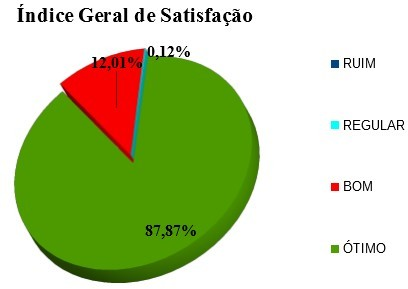 Índice Geral de Satisfação
12,01%
0,12%
87,87%
RUIM
REGULAR
BOM
ÓTIMO